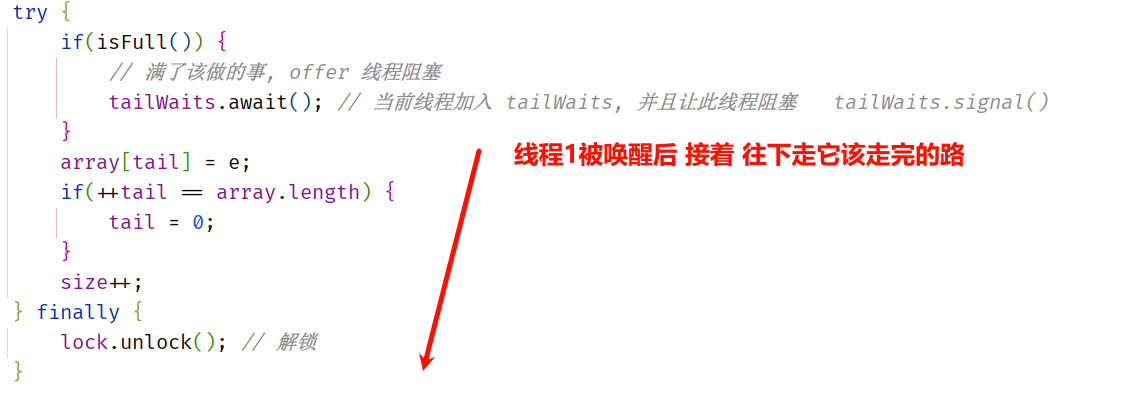 try {
if(isFull()) {
// 满了该做的事, offer 线程阻塞
tailWaits.await(); // 当前线程加入 tailWaits, 并且让此线程阻塞 tailWaits.signal()
}
线程1被唤醒后 接着 往下走它该走完的路
array[tail] = e;
if(++tail == array.length) {
tail = 0;
}
size++;
} finally {
lock.unlock(); // 解锁
}